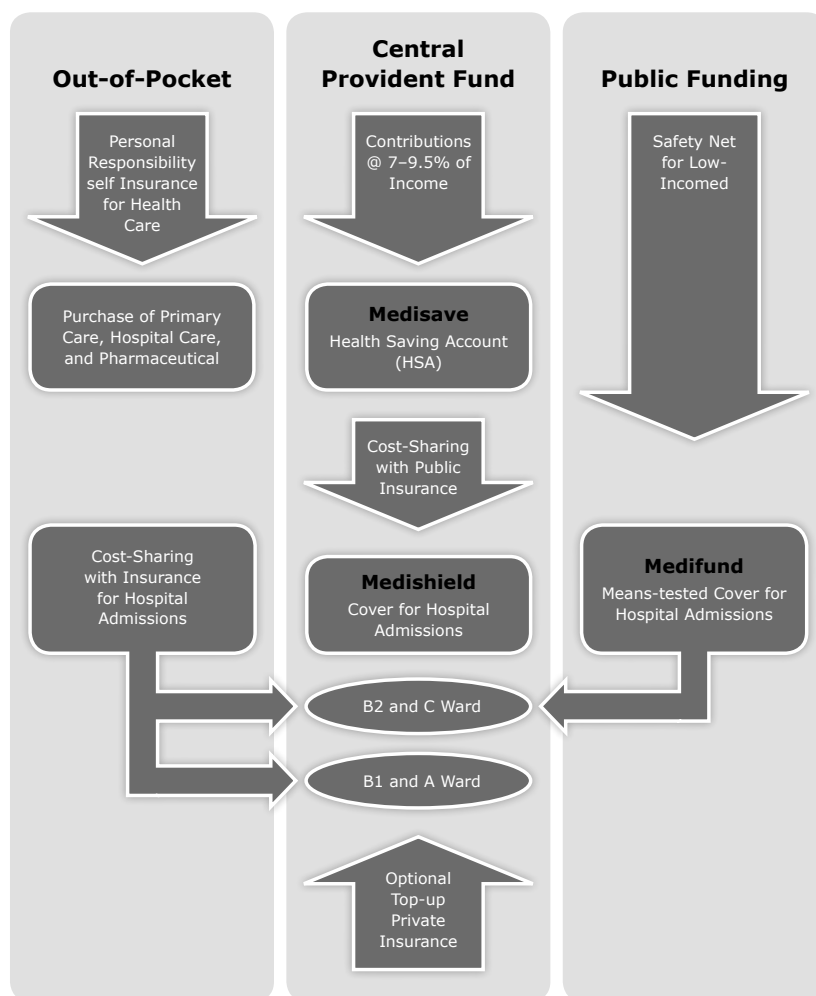 Out-of-Pocket
Personal
Responsibility
self Insurance
for Health
Care
Purchase of Primary
Care, Hospital Care,
and Pharmaceutical
Cost-Sharing
with Insurance
for Hospital
Admissions
Central
Provident Fund
Contributions
@ 7–9.5% of
Income
Medisave
Health Saving Account
(HSA)
Cost-Sharing
with Public
Insurance
Medishield
Cover for Hospital
Admissions
B2 and C Ward
B1 and A Ward
Optional
Top-up
Private
Insurance
Public Funding
Safety Net
for Low-
Incomed
Medifund
Means-tested Cover for
Hospital Admissions